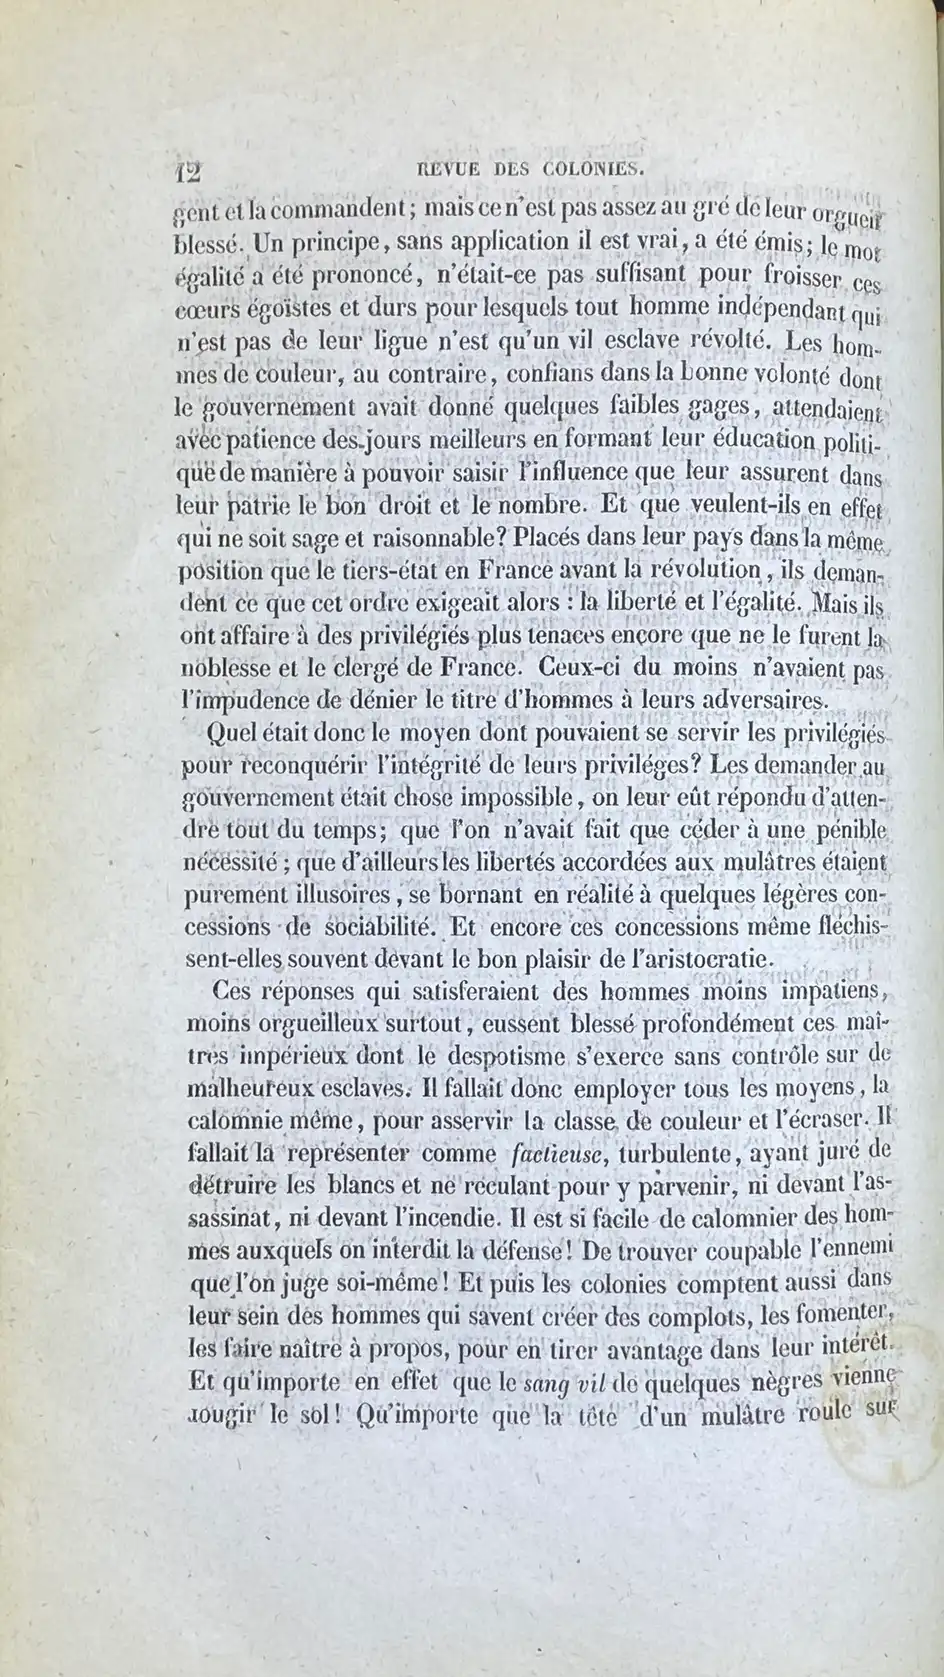 12 REVUE DES COLONIES.
gent et la commandent ; mais ce n'est pas assez au gré de leur orgueil
blessé. Un principe, sans application il est vrai, a été émis ; le mot
égalité a été prononcé, n'était-ce pas suffisant pour froisser ces
cœurs égoïstes et durs pour lesquels tout homme indépendant qui
n'est pas de leur ligue n'est qu'un vil esclave révolté. Les hom-
mes de couleur, au contraire, confians dans la bonne volonté dont
le gouvernement avait donné quelques faibles gages, attendaient
avec patience des jours meilleurs en formant leur éducation politi-
que de manière à pouvoir saisir l'influence que leur assurent dans
leur patrie le bon droit et le nombre. Et que veulent-ils en effet
qui ne soit sage et raisonnable? Placés dans leur pays dans la même
position que le tiers-état en France avant la révolution, ils deman-
dent ce que cet ordre exigeait alors : la liberté et l'égalité. Mais ils
ont affaire à des privilégiés plus tenaces encore que ne le furent la
noblesse et le clergé de France. Ceux-ci du moins n'avaient pas
l'impudence de dénier le titre d'hommes à leurs adversaires.
Quel était donc le moyen dont pouvaient se servir les privilégiés
pour reconquérir l'intégrité de leurs priviléges? Les demander au
gouvernement était chose impossible, on leur eût répondu d'atten-
dre tout du temps; que l'on n'avait fait que céder à une pénible
nécessité ; que d'ailleurs les libertés accordées aux mulâtres étaient
purement illusoires, se bornant en réalité à quelques légères con-
cessions de sociabilité. Et encore ces concessions même fléchis-
sent-elles souvent devant le bon plaisir de l'aristocratie.
Ces réponses qui satisferaient des hommes moins impatiens,
moins orgueilleux surtout, eussent blessé profondément ces maî-
tres impérieux dont le despotisme s'exerce sans contrôle sur de
malheureux esclaves. Il fallait donc employer tous les moyens, la
calomnie même, pour asservir la classe de couleur et l'écraser. Il
fallait la représenter comme factieuse, turbulente, ayant juré de
détruire les blancs et ne reculant pour y parvenir, ni devant l'as-
sassinat, ni devant l'incendie. Il est si facile de calomnier des hom-
mes auxquels on interdit la défense! De trouver coupable l'ennemi
que l'on juge soi-même! Et puis les colonies comptent aussi dans
leur sein des hommes qui savent créer des complots, les fomenter,
les faire naître à propos, pour en tirer avantage dans leur intérêt.
Et qu'importe en effet que le sang vil de quelques nègres vienne
rougir le sol! Qu'importe que la tête d'un mulâtre roule sur